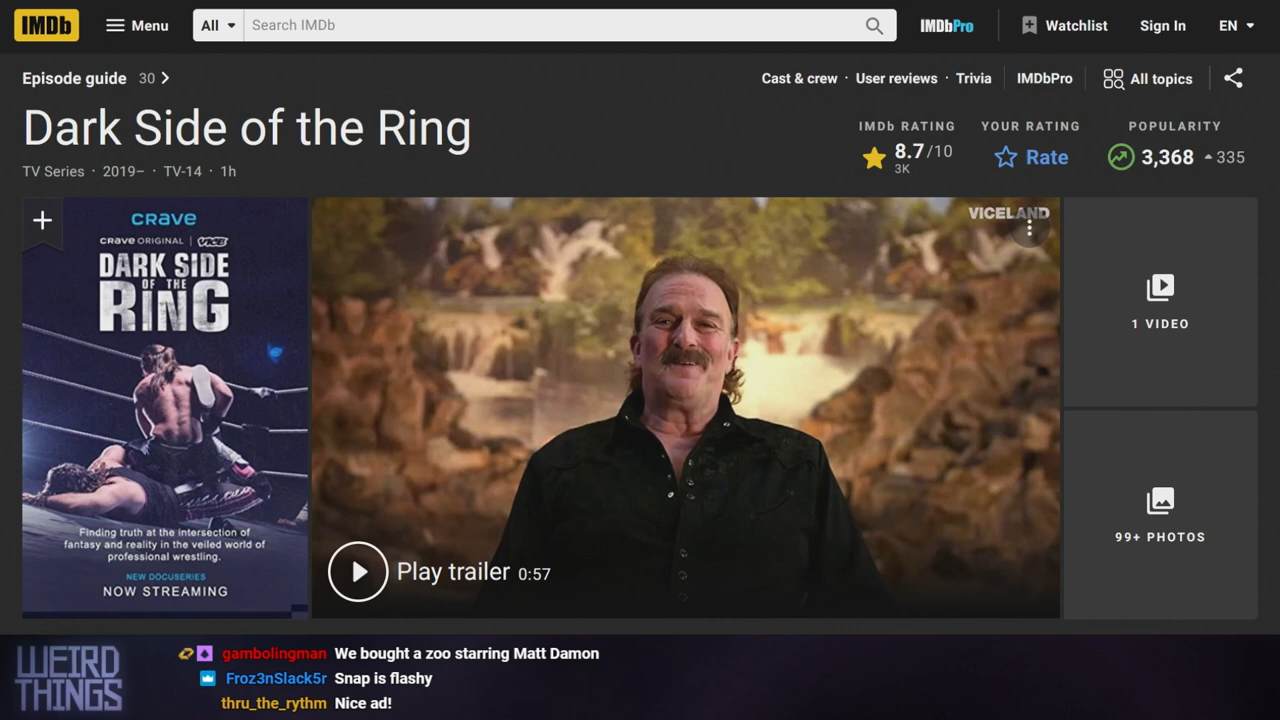 IMDb
Menu
All
Search IMDb
IMDbPro
Watchlist
Sign In
EN
Episode guide 30
Cast & crew · User reviews · Trivia
IMDbPro
All topics
Dark Side of the Ring
TV Series · 2019– · TV-14 · 1h
IMDb RATING
8.7/10
3K
YOUR RATING
Rate
POPULARITY
3,368
335
CRAVE
CRAVE ORIGINAL | VICE
DARK SIDE
OF THE
RING
Finding truth at the intersection of
fantasy and reality in the veiled world of
professional wrestling.
NEW DOCUSERIES
NOW STREAMING
VICELAND
Play trailer 0:57
1 VIDEO
99+ PHOTOS
WEIRD
THINGS
gambolingman We bought a zoo starring Matt Damon
Froz3nSlack5r Snap is flashy
thru_the_rythm Nice ad!